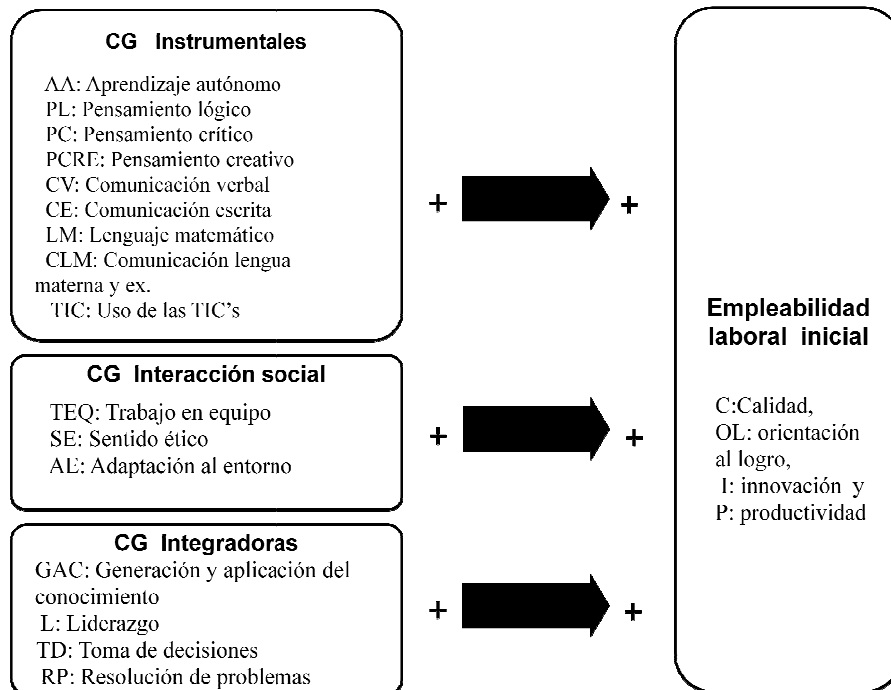 CG Instrumentales
AA: Aprendizaje autónomo
PL: Pensamiento lógico
PC: Pensamiento crítico
PCRE: Pensamiento creativo
CV: Comunicación verbal
CE: Comunicación escrita
LM: Lenguaje matemático
CLM: Comunicación lengua
materna y ex.
TIC: Uso de las TIC's
+
+
CG Interacción social
TEQ: Trabajo en equipo
SE: Sentido ético
AE: Adaptación al entorno
+
+
CG Integradoras
GAC: Generación y aplicación del
conocimiento
L: Liderazgo
TD: Toma de decisiones
RP: Resolución de problemas
+
+
Empleabilidad
laboral inicial
C:Calidad,
OL: orientación
al logro,
I: innovación y
P: productividad